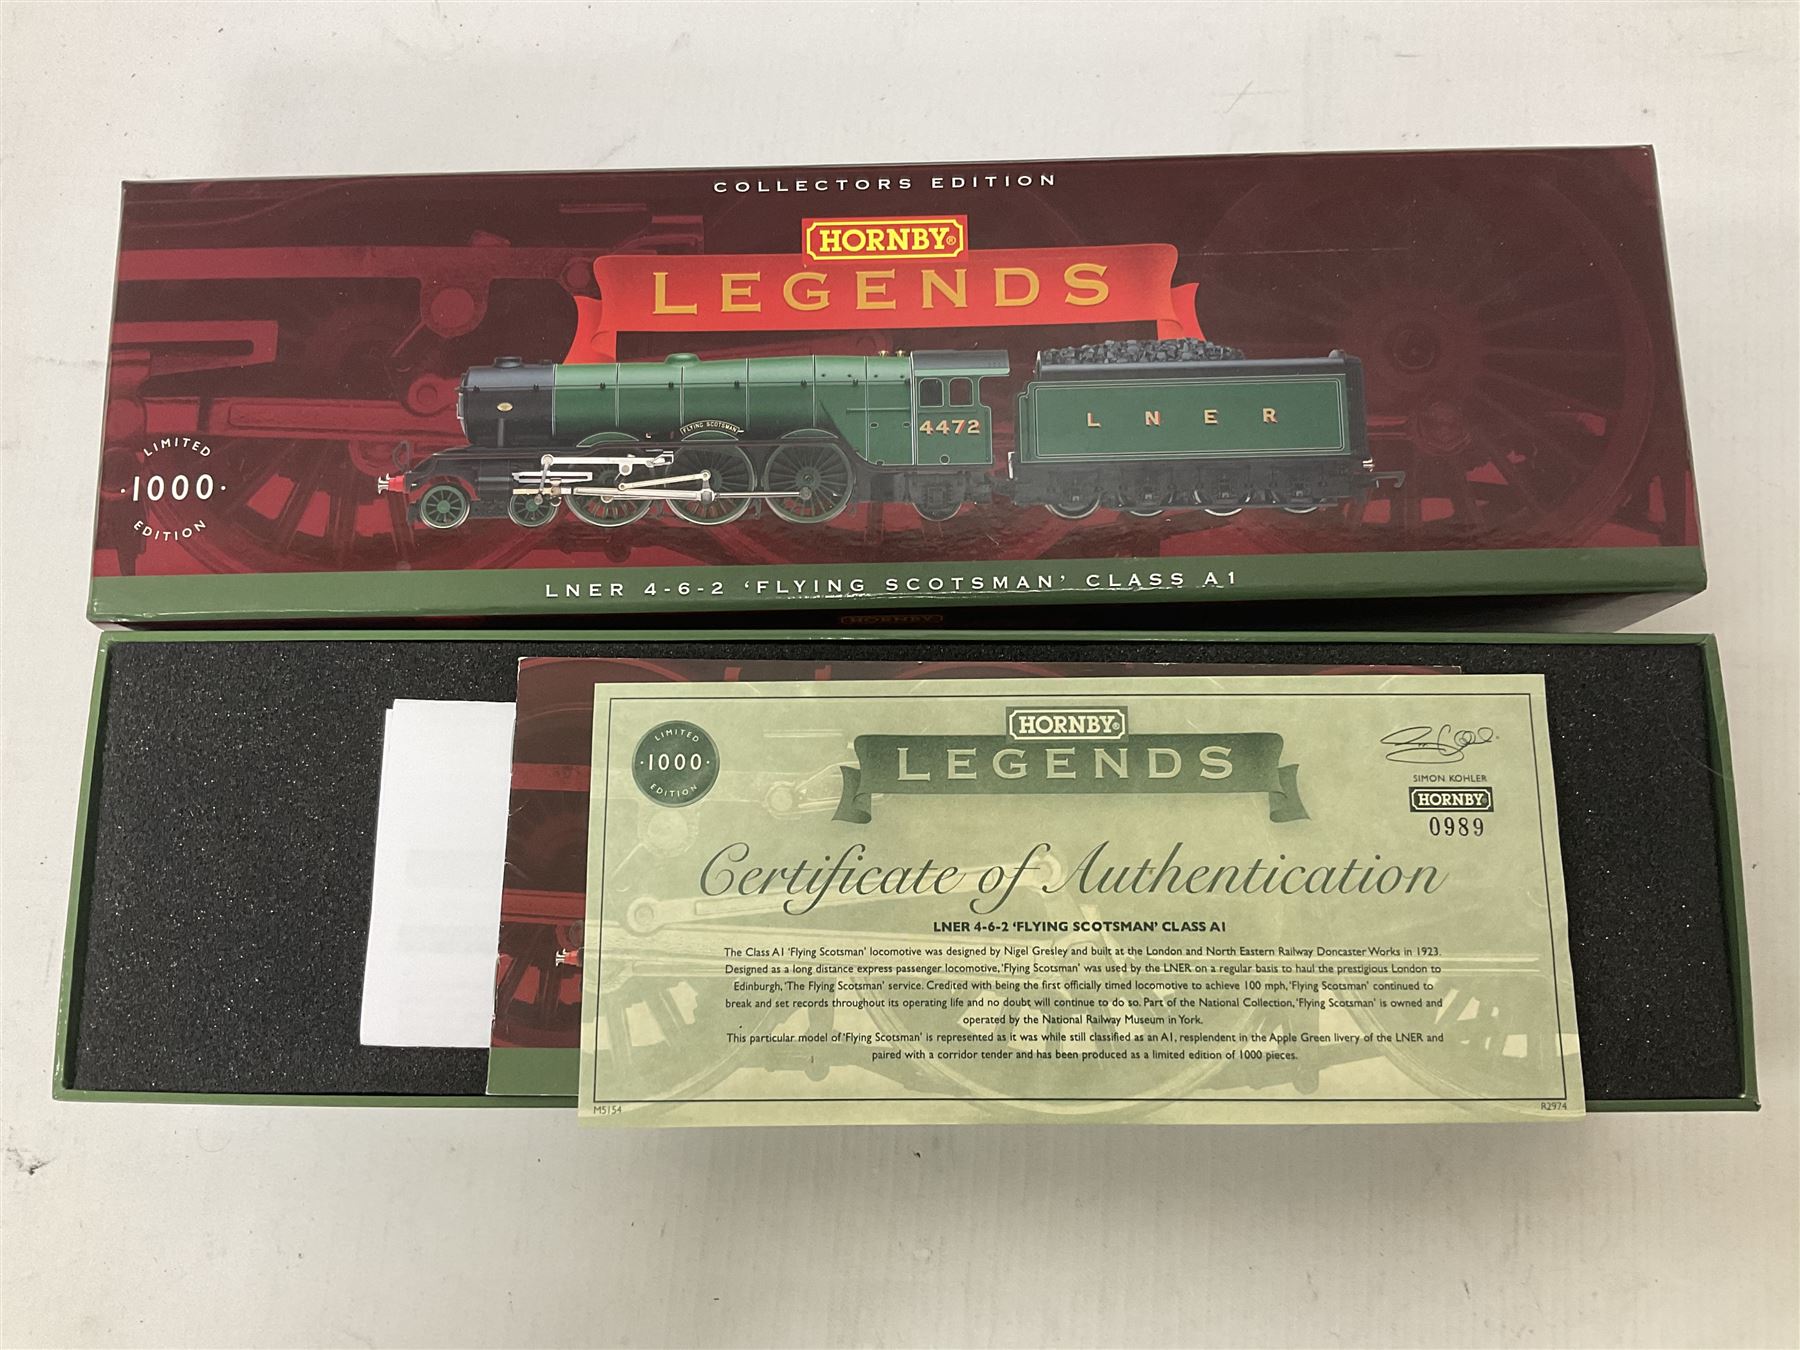 COLLECTORS EDITION
HORNBY®
LEGENDS
FLYING SCOTSMAN
4472
L N E R
LIMITED
·1000·
EDITION
LNER 4-6-2 ‘FLYING SCOTSMAN’ CLASS A1
HORNBY
LIMITED
·1000·
EDITION
HORNBY®
LEGENDS
SIMON KOHLER
HORNBY®
0989
Certificate of Authentication
LNER 4-6-2 ‘FLYING SCOTSMAN’ CLASS A1
The Class A1 ‘Flying Scotsman’ locomotive was designed by Nigel Gresley and built at the London and North Eastern Railway Doncaster Works in 1923.
Designed as a long distance express passenger locomotive, ‘Flying Scotsman’ was used by the LNER on a regular basis to haul the prestigious London to
Edinburgh, ‘The Flying Scotsman’ service. Credited with being the first officially timed locomotive to achieve 100 mph, ‘Flying Scotsman’ continued to
break and set records throughout its operating life and no doubt will continue to do so. Part of the National Collection, ‘Flying Scotsman’ is owned and
operated by the National Railway Museum in York.
This particular model of ‘Flying Scotsman’ is represented as it was while still classified as an A1, resplendent in the Apple Green livery of the LNER and
paired with a corridor tender and has been produced as a limited edition of 1000 pieces.
M5154
R2974